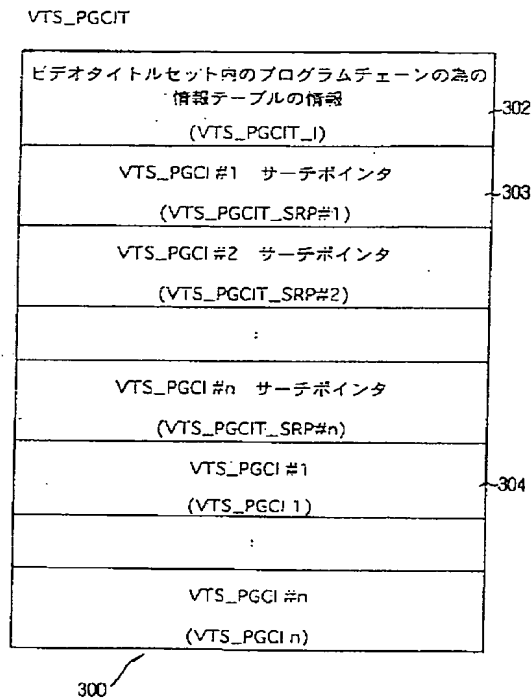 VTS_PGCIT
ビデオタイトルセット内のプログラムチェーンの為の
情報テーブルの情報
(VTS_PGCIT_I)
302
VTS_PGCI #1 サーチポインタ
(VTS_PGCIT_SRP#1)
303
VTS_PGCI #2 サーチポインタ
(VTS_PGCIT_SRP#2)
:
VTS_PGCI #n サーチポインタ
(VTS_PGCIT_SRP#n)
VTS_PGCI #1
(VTS_PGCI 1)
304
:
VTS_PGCI #n
(VTS_PGCI n)
300